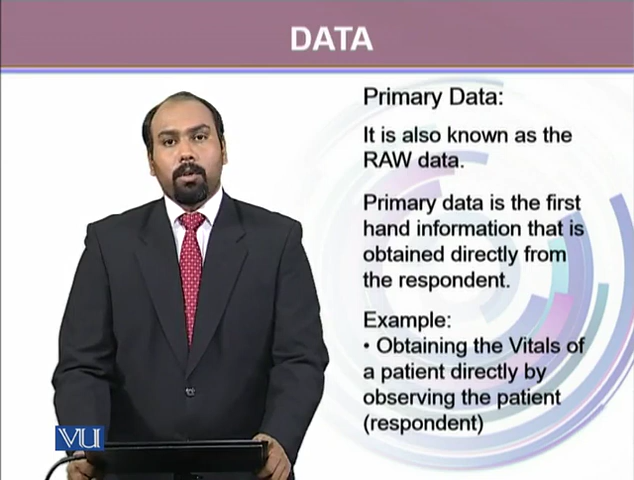 DATA
Primary Data:
It is also known as the
RAW data.
Primary data is the first
hand information that is
obtained directly from
the respondent.
Example:
• Obtaining the Vitals of
a patient directly by
observing the patient
(respondent)
VU